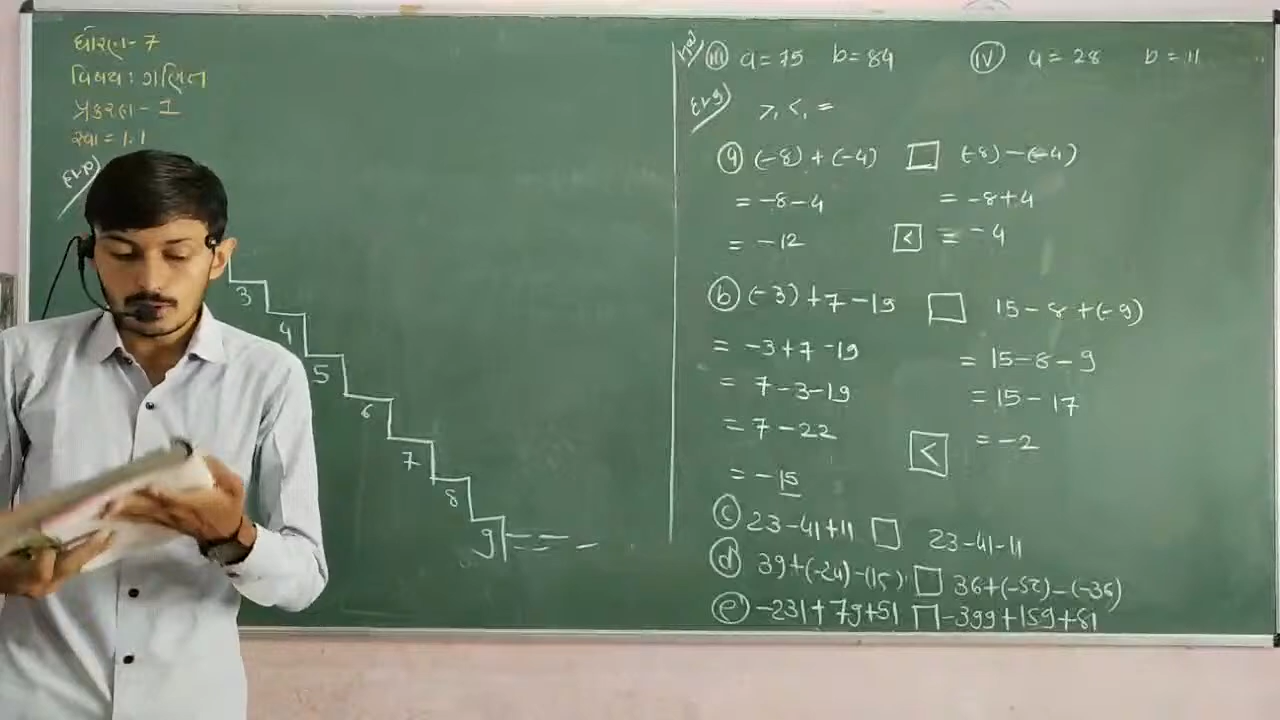 ધોરણ- 7
વિષય : ગણિત
પ્રકરણ - 1
સ્વા = 1.1
3
4
5
6
7
8
9
(iii) a = 75 b = 84 (iv) a = 28 b = 11
>, <, =
(a) (-8) + (-4) □ (-8) - (-4)
= -8-4 = -8+4
= -12 < = -4
(b) (-3) + 7 - 19 □ 15 - 8 + (-9)
= -3+7-19 = 15-8-9
= 7-3-19 = 15-17
= 7-22 < = -2
= -15
(c) 23-41+11 □ 23-41-11
(d) 39+(-24)-(15) □ 36+(-52)-(-36)
(e) -231+79+51 □ -399+159+81